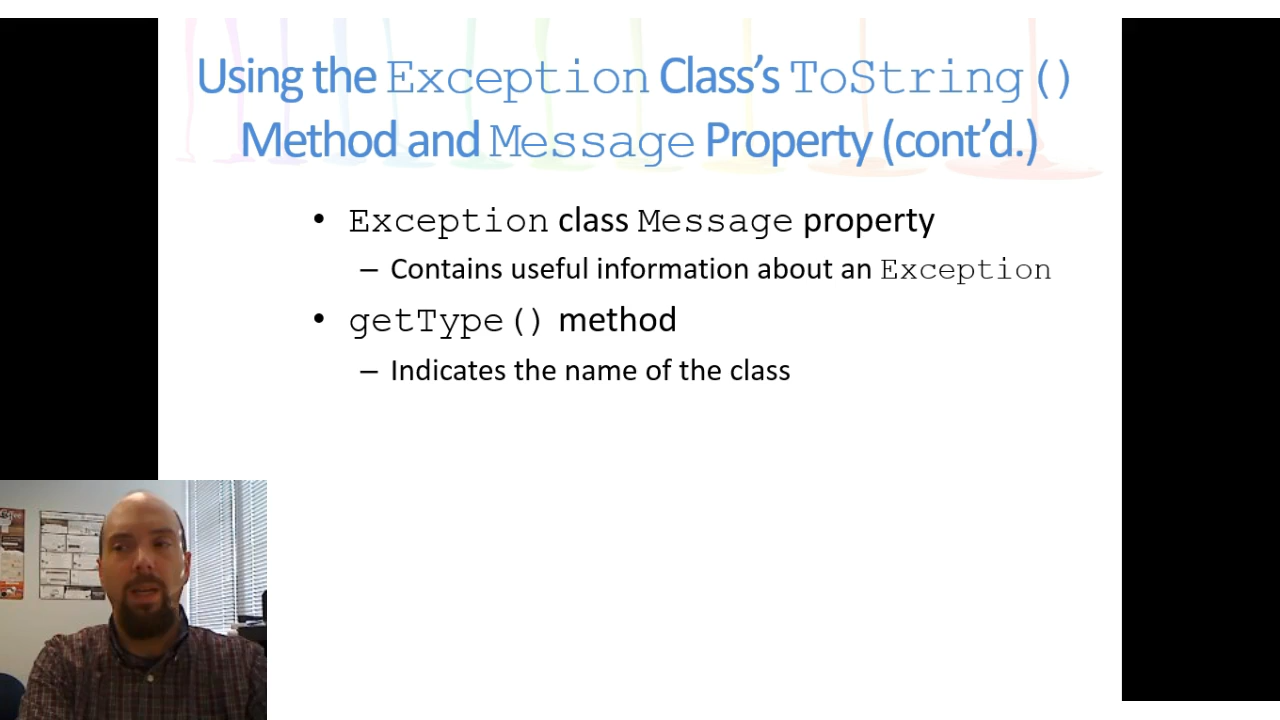 Using the Exception Class’s ToString()
Method and Message Property (cont’d.)
• Exception class Message property
– Contains useful information about an Exception
• getType() method
– Indicates the name of the class